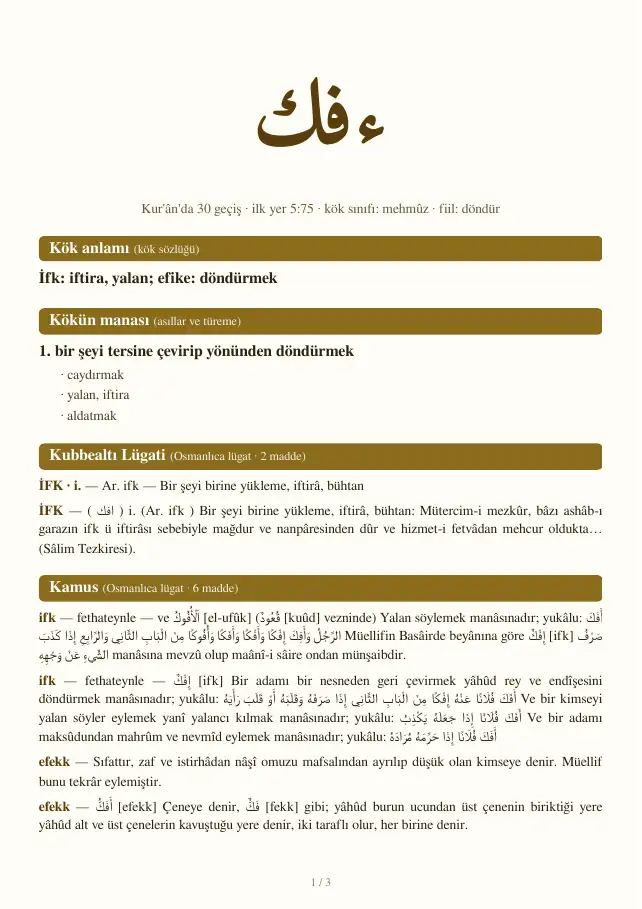 ء فك
Kur'ân'da 30 geçiş · ilk yer 5:75 · kök sınıfı: mehmûz · fiil: döndür
Kök anlamı (kök sözlüğü)
İfk: iftira, yalan; efike: döndürmek
Kökün manası (asıllar ve türeme)
1. bir şeyi tersine çevirip yönünden döndürmek
· caydırmak
· yalan, iftira
· aldatmak
Kubbealtı Lügati (Osmanlıca lügat · 2 madde)
İFK · i. — Ar. ifk — Bir şeyi birine yükleme, iftirâ, bühtan
İFK — ( افك ) i. (Ar. ifk ) Bir şeyi birine yükleme, iftirâ, bühtan: Mütercim-i mezkûr, bâzı ashâb-ı
garazın ifk ü iftirâsı sebebiyle mağdur ve nanpâresinden dûr ve hizmet-i fetvâdan mehcur oldukta…
(Sâlim Tezkiresi).
Kamus (Osmanlıca lügat · 6 madde)
ifk — fethateynle — ve اَلْأُفُوكُ [el-ufûk] (قُعُودٌ [kuûd] vezninde) Yalan söylemek manâsınadır; yukâlu: أَفَكَ
الرَّجُلُ وَأَفِكَ إِفْكًا وَأَفْكًا وَأَفَكًا وَأُفُوكًا مِنَ الْبَابِ الثَّانِي وَالرَّابِعِ إِذَا كَذَبَ Müellifin Basâirde beyânına göre إِفْكٌ [ifk] صَرْفُ
الشَّيْءِ عَنْ وَجْهِهِ manâsına mevzû olup maânî-i sâire ondan münşaibdir.
ifk — fethateynle — إِفْكٌ [ifk] Bir adamı bir nesneden geri çevirmek yâhûd rey ve endîşesini
döndürmek manâsınadır; yukâlu: أَفَكَ فُلَانًا عَنْهُ إِفْكًا مِنَ الْبَابِ الثَّانِي إِذَا صَرَفَهُ وَقَلَبَهُ أَوْ قَلَبَ رَأْيَهُ Ve bir kimseyi
yalan söyler eylemek yanî yalancı kılmak manâsınadır; yukâlu: أَفَكَ فُلَانًا إِذَا جَعَلَهُ يَكْذِبُ Ve bir adamı
maksûdundan mahrûm ve nevmîd eylemek manâsınadır; yukâlu: أَفَكَ فُلَانًا إِذَا حَرَّمَهُ مُرَادَهُ
efekk — Sıfattır, zaf ve istirhâdan nâşî omuzu mafsalından ayrılıp düşük olan kimseye denir. Müellif
bunu tekrâr eylemiştir.
efekk — أَفَكُّ [efekk] Çeneye denir, فَكٌّ [fekk] gibi; yâhûd burun ucundan üst çenenin biriktiği yere
yâhûd alt ve üst çenelerin kavuştuğu yere denir, iki taraflı olur, her birine denir.
1 / 3